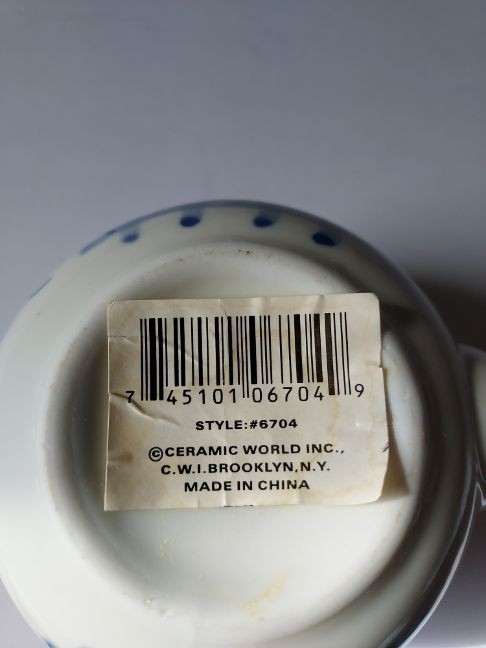 7 45101 06704 9
STYLE:#6704
©CERAMIC WORLD INC.,
C.W.I.BROOKLYN,N.Y.
MADE IN CHINA